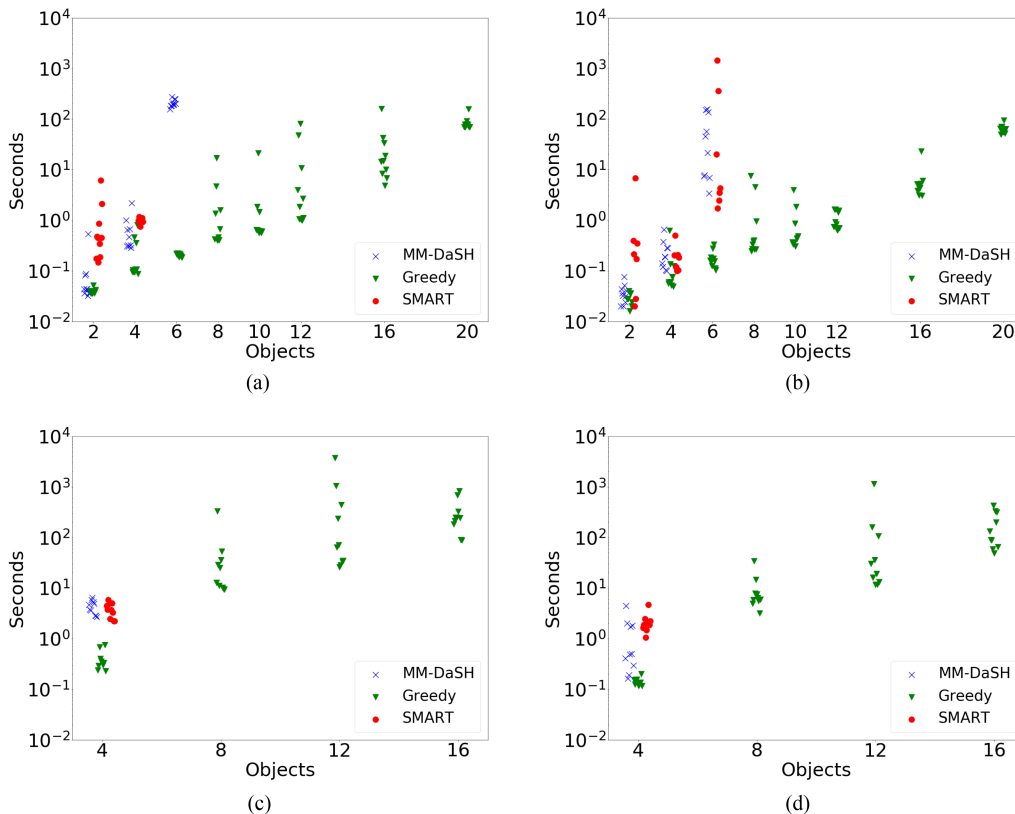 10^4
10^3
10^2
10^1
10^0
10^-1
10^-2
Seconds
2 4 6 8 10 12 16 20
Objects
MM-DaSH
Greedy
SMART
(a)
10^4
10^3
10^2
10^1
10^0
10^-1
10^-2
Seconds
2 4 6 8 10 12 16 20
Objects
MM-DaSH
Greedy
SMART
(b)
10^4
10^3
10^2
10^1
10^0
10^-1
10^-2
Seconds
4 8 12 16
Objects
MM-DaSH
Greedy
SMART
(c)
10^4
10^3
10^2
10^1
10^0
10^-1
10^-2
Seconds
4 8 12 16
Objects
MM-DaSH
Greedy
SMART
(d)